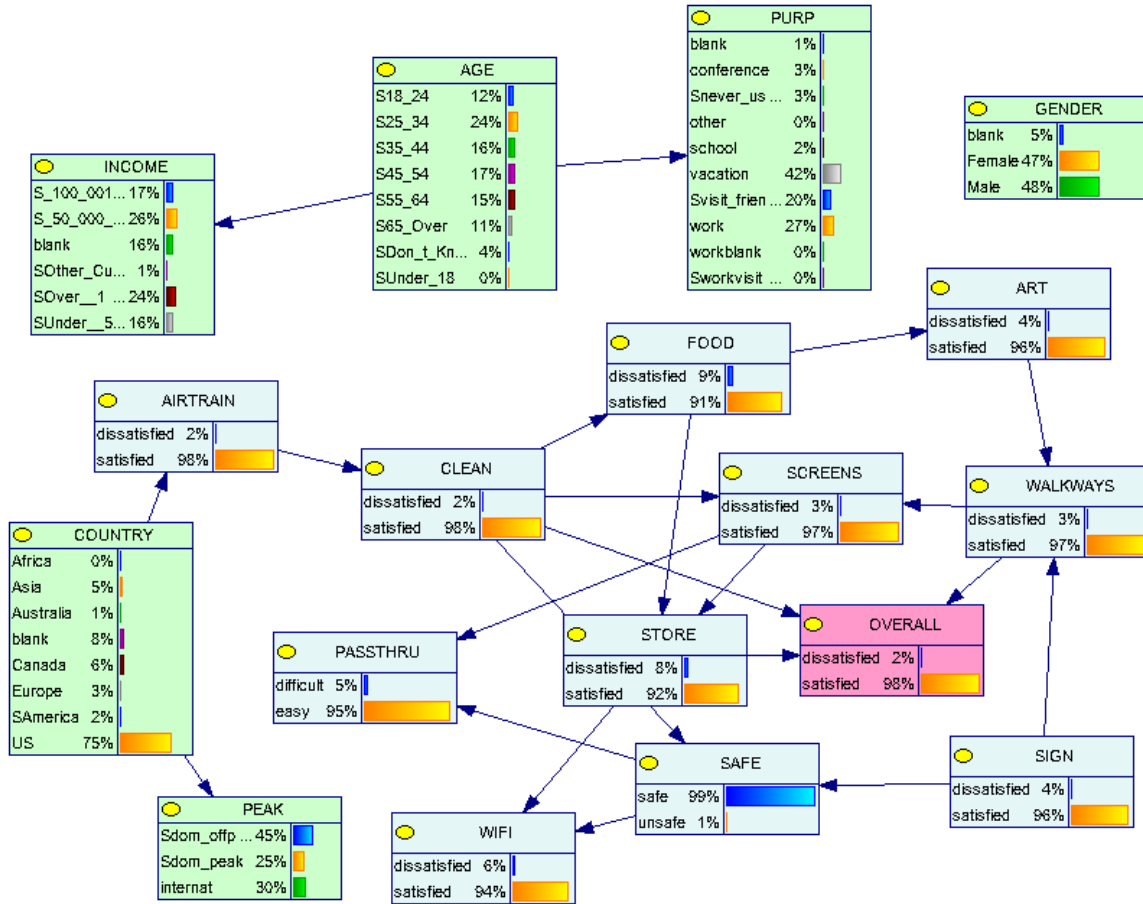 PURP
blank 1%
conference 3%
Snever_us ... 3%
other 0%
school 2%
vacation 42%
Svisit_frien ... 20%
work 27%
workblank 0%
Sworkvisit ... 0%
AGE
S18_24 12%
S25_34 24%
S35_44 16%
S45_54 17%
S55_64 15%
S65_Over 11%
SDon_t_Kn... 4%
SUnder_18 0%
GENDER
blank 5%
Female 47%
Male 48%
INCOME
S_100_001... 17%
S_50_000_... 26%
blank 16%
SOther_Cu... 1%
SOver__1 ... 24%
SUnder__5... 16%
ART
dissatisfied 4%
satisfied 96%
FOOD
dissatisfied 9%
satisfied 91%
AIRTRAIN
dissatisfied 2%
satisfied 98%
CLEAN
dissatisfied 2%
satisfied 98%
SCREENS
dissatisfied 3%
satisfied 97%
WALKWAYS
dissatisfied 3%
satisfied 97%
COUNTRY
Africa 0%
Asia 5%
Australia 1%
blank 8%
Canada 6%
Europe 3%
SAmerica 2%
US 75%
PASSTHRU
difficult 5%
easy 95%
STORE
dissatisfied 8%
satisfied 92%
OVERALL
dissatisfied 2%
satisfied 98%
SAFE
safe 99%
unsafe 1%
SIGN
dissatisfied 4%
satisfied 96%
PEAK
Sdom_offp ... 45%
Sdom_peak 25%
internat 30%
WIFI
dissatisfied 6%
satisfied 94%